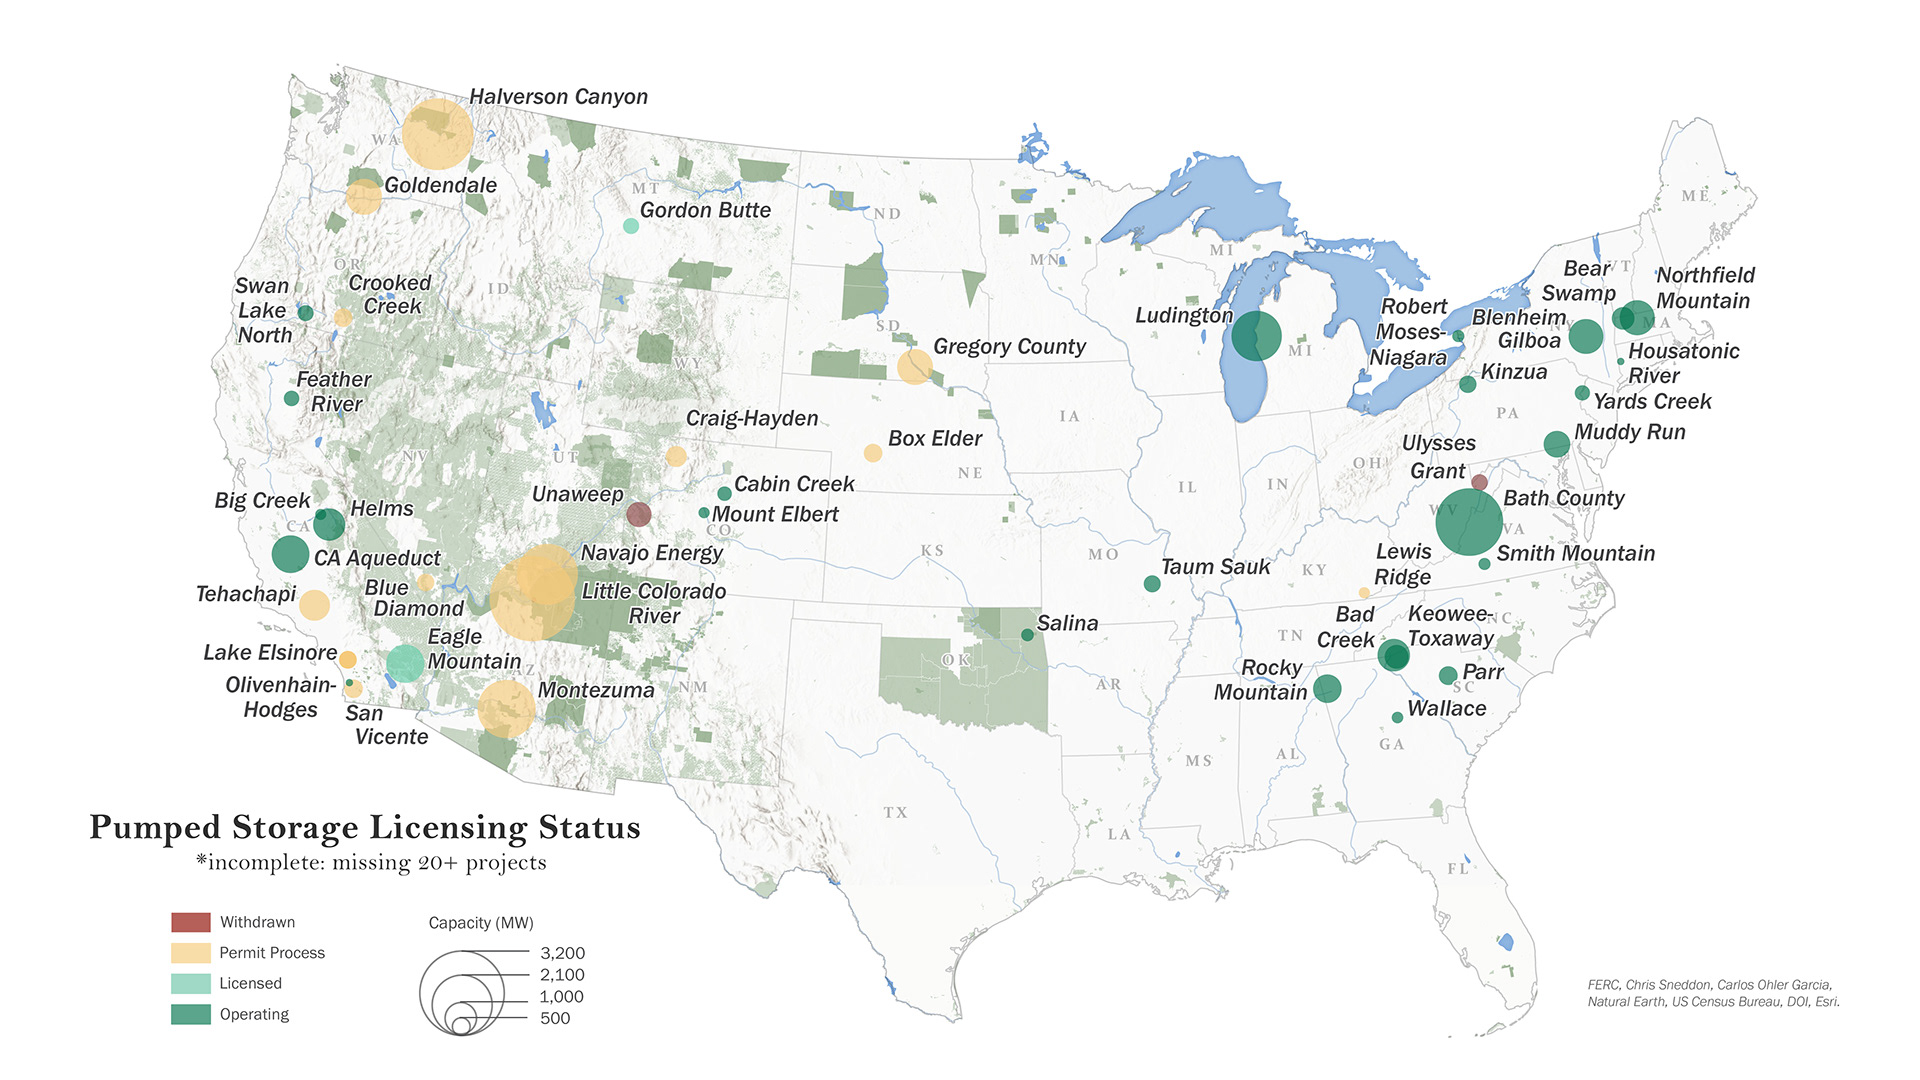 Halverson Canyon
WA
Goldendale
MT
Gordon Butte
ND
MN
MI
ME
OR
Crooked
Creek
ID
Swan
Lake
North
SD
Gregory County
WY
Ludington
MI
Robert
Moses-
Niagara
Bear
Swamp
VT
Northfield
Mountain
Blenheim
Gilboa
NY
MA
Housatonic
River
Kinzua
Yards Creek
PA
Muddy Run
Feather
River
Craig-Hayden
Box Elder
IA
NE
NV
UT
IL
IN
OH
Ulysses
Grant
Unaweep
Cabin Creek
Mount Elbert
CO
Big Creek
Helms
CA
CA Aqueduct
WV
Bath County
VA
Smith Mountain
Navajo Energy
Little Colorado
River
KS
MO
Taum Sauk
KY
Lewis
Ridge
Tehachapi
Blue
Diamond
Eagle
Mountain
Lake Elsinore
AZ
Olivenhain-
Hodges
San
Vicente
Montezuma
NM
Salina
OK
AR
TN
NC
Bad
Creek
Keowee-
Toxaway
Rocky
Mountain
Parr
SC
Wallace
GA
AL
MS
TX
LA
FL
Pumped Storage Licensing Status
*incomplete: missing 20+ projects
Withdrawn
Permit Process
Licensed
Operating
Capacity (MW)
3,200
2,100
1,000
500
FERC, Chris Sneddon, Carlos Ohler Garcia,
Natural Earth, US Census Bureau, DOI, Esri.